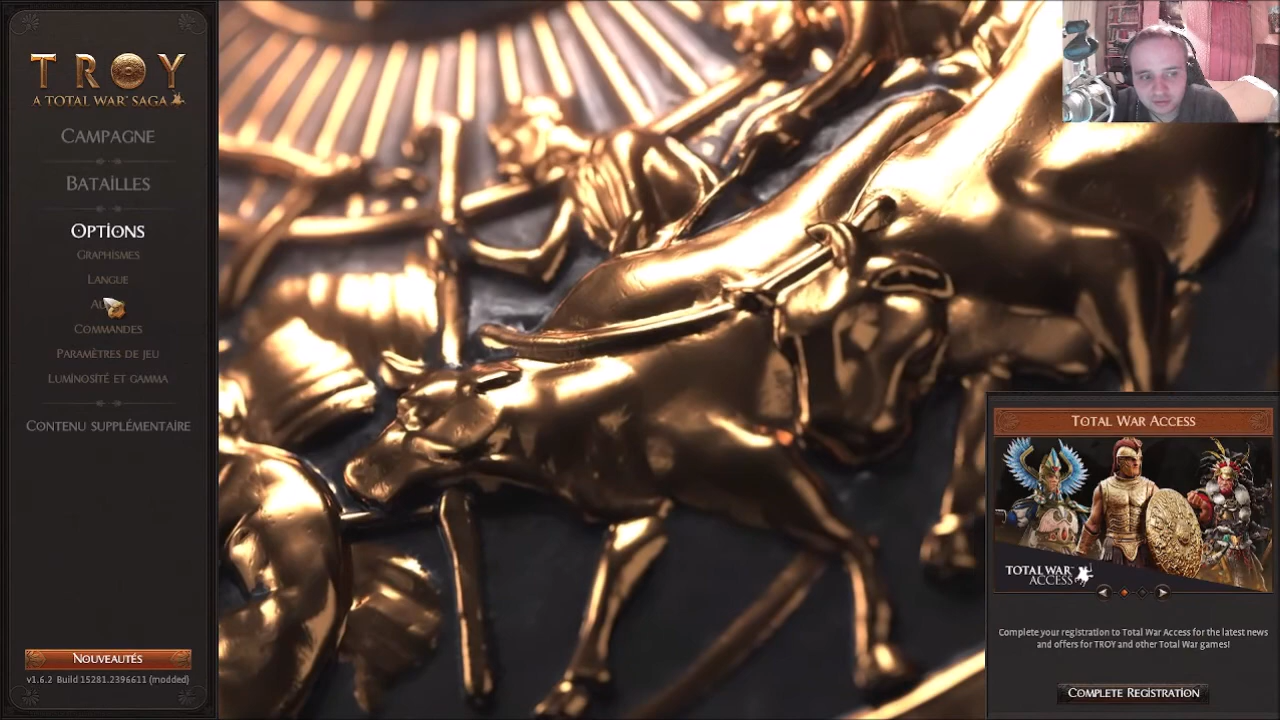 TROY
A TOTAL WAR™ SAGA
CAMPAGNE
BATAILLES
OPTIONS
GRAPHISMES
LANGUE
COMMANDES
PARAMÈTRES DE JEU
LUMINOSITÉ ET GAMMA
CONTENU SUPPLÉMENTAIRE
NOUVEAUTÉS
v1.6.2 Build 15281.2396611 (modded)
TOTAL WAR ACCESS
TOTAL WAR™
ACCESS
Complete your registration to Total War Access for the latest news
and offers for TROY and other Total War games!
COMPLETE REGISTRATION